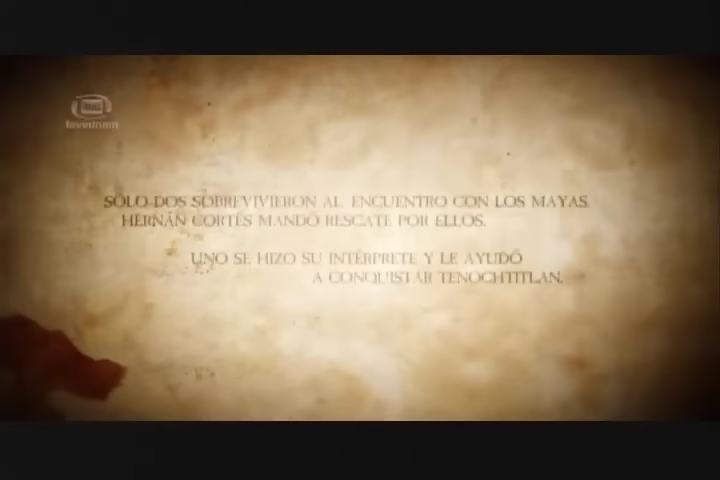 SÓLO DOS SOBREVIVIERON AL ENCUENTRO CON LOS MAYAS.
HERNÁN CORTÉS MANDÓ RESCATE POR ELLOS.
UNO SE HIZO SU INTÉRPRETE Y LE AYUDÓ
A CONQUISTAR TENOCHTITLAN.